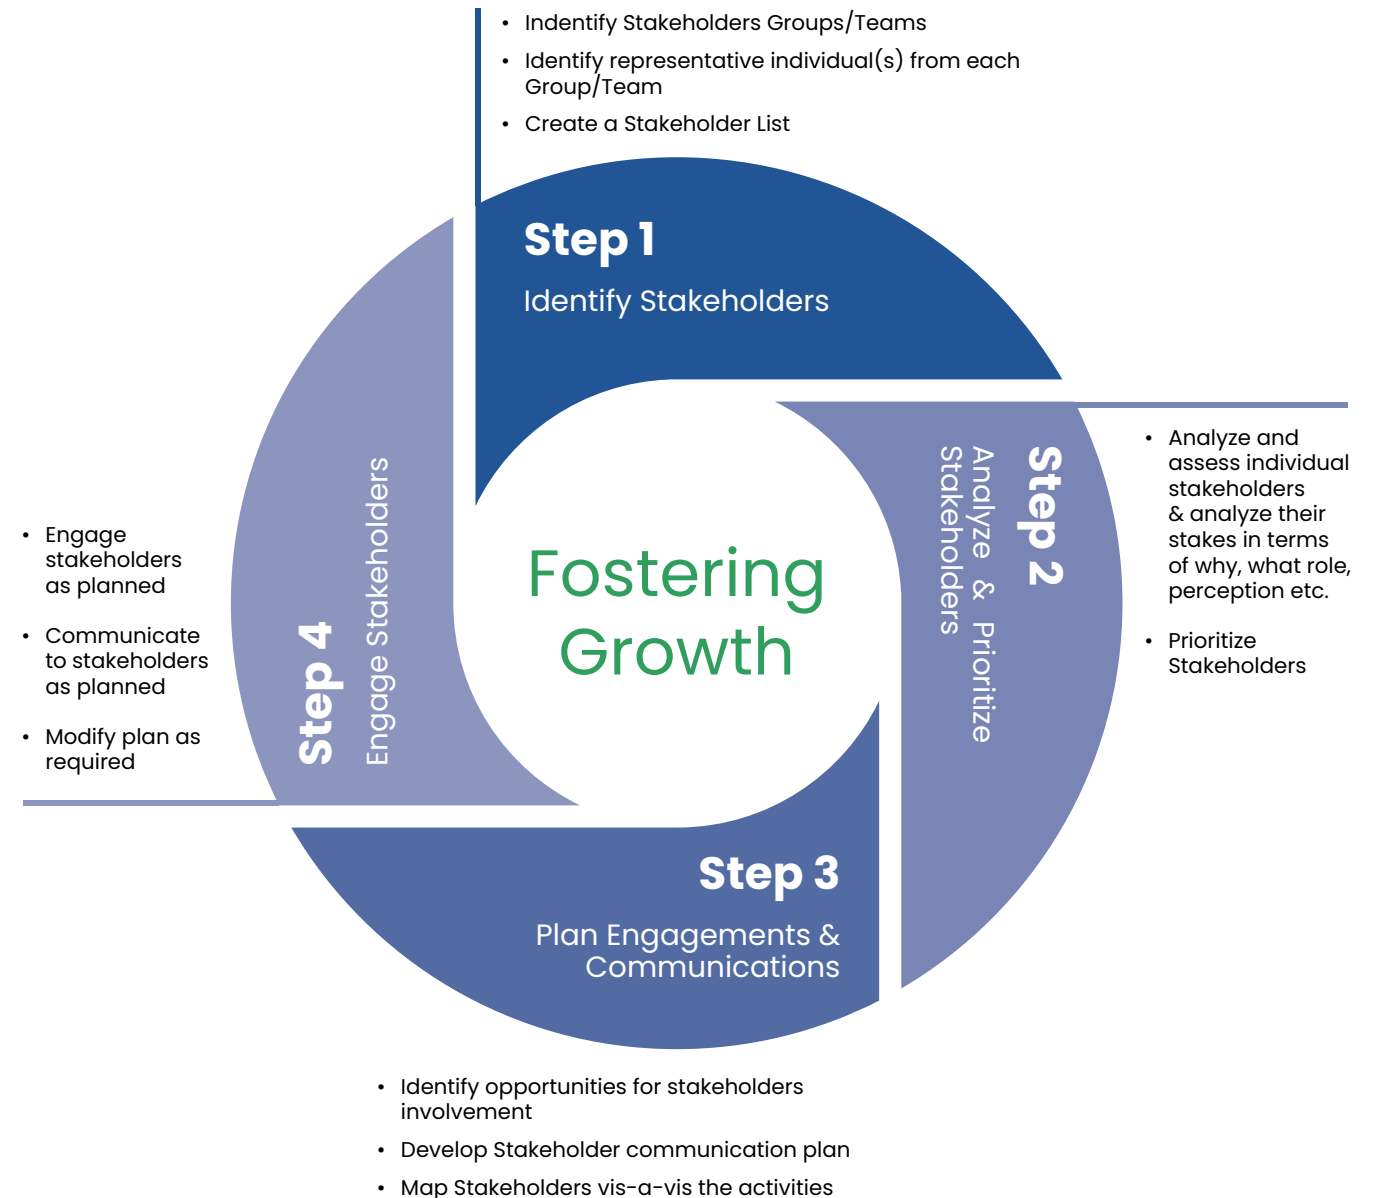 • Indentify Stakeholders Groups/Teams
• Identify representative individual(s) from each
Group/Team
• Create a Stakeholder List
Step 1
Identify Stakeholders
Step 2
Analyze & Prioritize
Stakeholders
• Analyze and
assess individual
stakeholders
& analyze their
stakes in terms
of why, what role,
perception etc.
• Prioritize
Stakeholders
Fostering
Growth
Step 3
Plan Engagements &
Communications
• Identify opportunities for stakeholders
involvement
• Develop Stakeholder communication plan
• Map Stakeholders vis-a-vis the activities
Step 4
Engage Stakeholders
• Engage
stakeholders
as planned
• Communicate
to stakeholders
as planned
• Modify plan as
required